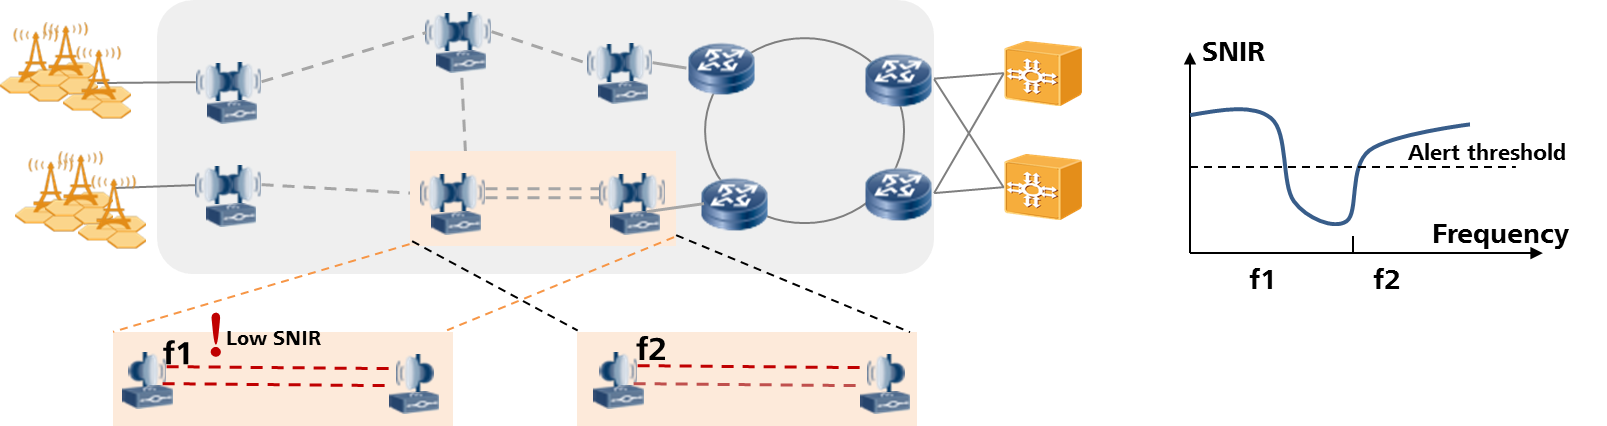 SNIR
Alert threshold
Frequency
f1
f2
f1
!
Low SNIR
f2